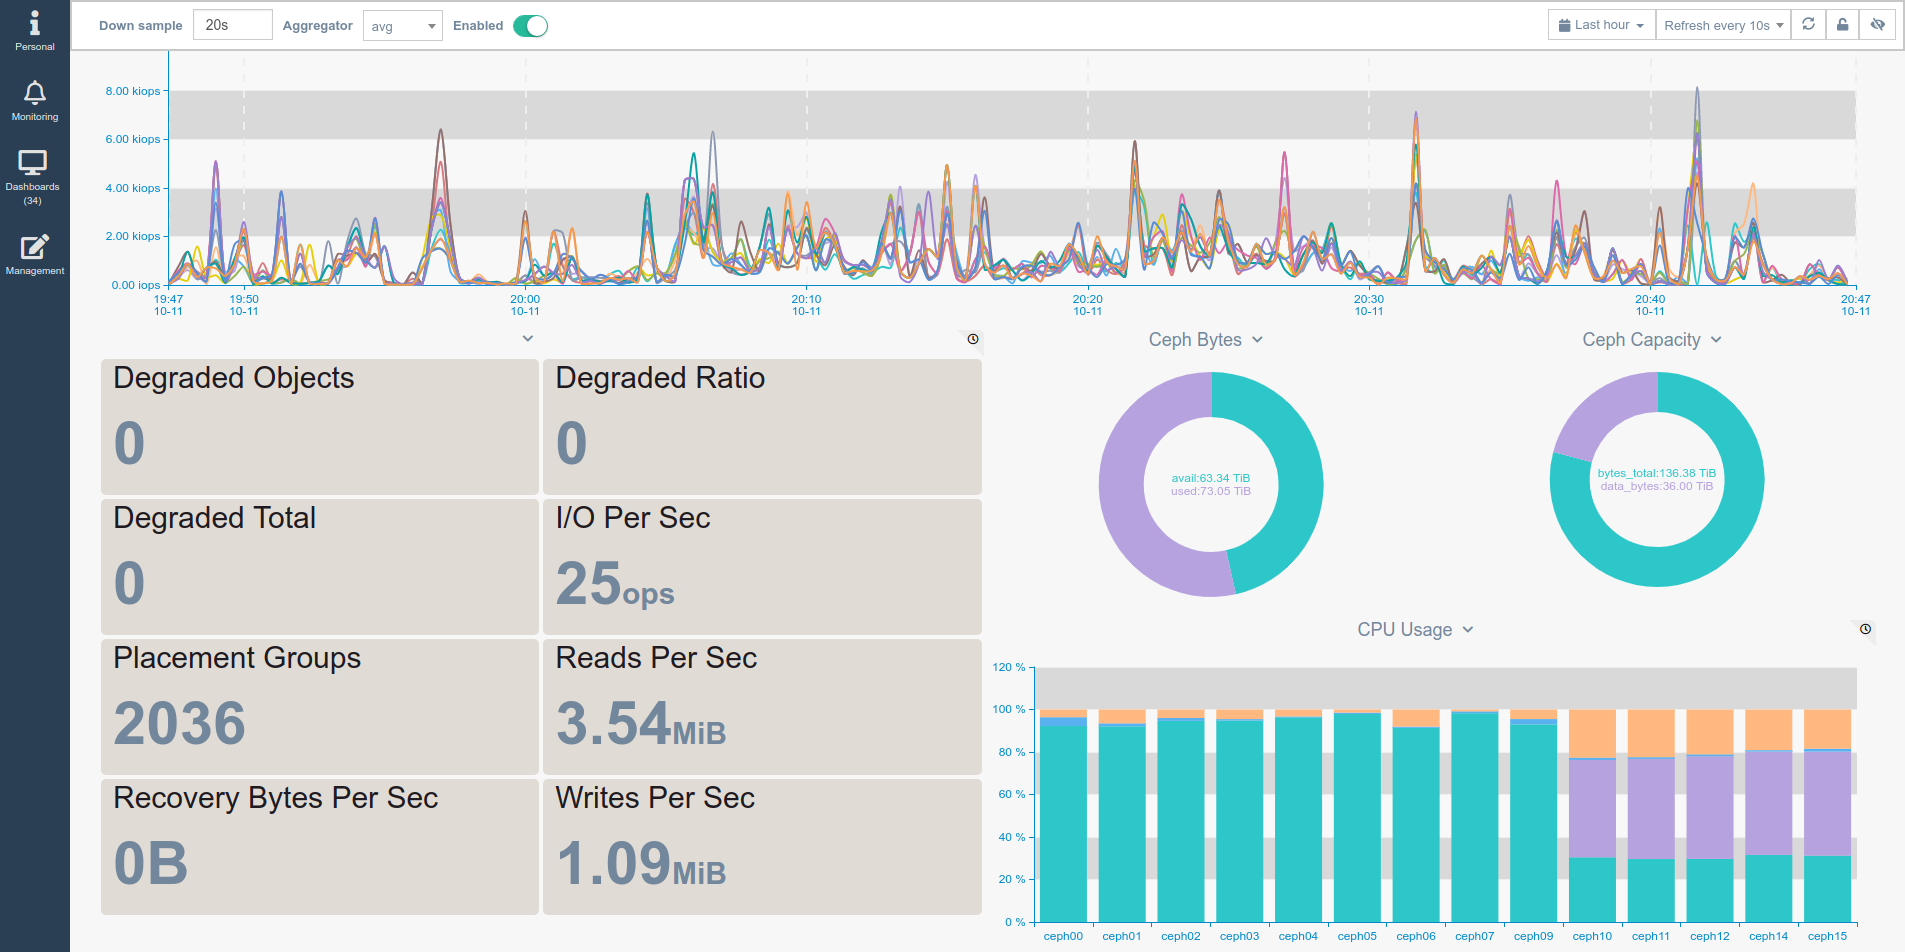 Personal
Monitoring
Dashboards
(34)
Management
Down sample 20s Aggregator avg Enabled
Last hour Refresh every 10s
8.00 kiops
6.00 kiops
4.00 kiops
2.00 kiops
0.00 iops
19:47 19:50 20:00 20:10 20:20 20:30 20:40 20:47
10-11 10-11 10-11 10-11 10-11 10-11 10-11 10-11
Degraded Objects
0
Degraded Ratio
0
Degraded Total
0
I/O Per Sec
25ops
Placement Groups
2036
Reads Per Sec
3.54MiB
Recovery Bytes Per Sec
0B
Writes Per Sec
1.09MiB
Ceph Bytes
avail:63.34 TiB
used:73.05 TiB
Ceph Capacity
bytes_total:136.38 TiB
data_bytes:36.00 TiB
CPU Usage
120 %
100 %
80 %
60 %
40 %
20 %
0 %
ceph00 ceph01 ceph02 ceph03 ceph04 ceph05 ceph06 ceph07 ceph09 ceph10 ceph11 ceph12 ceph14 ceph15